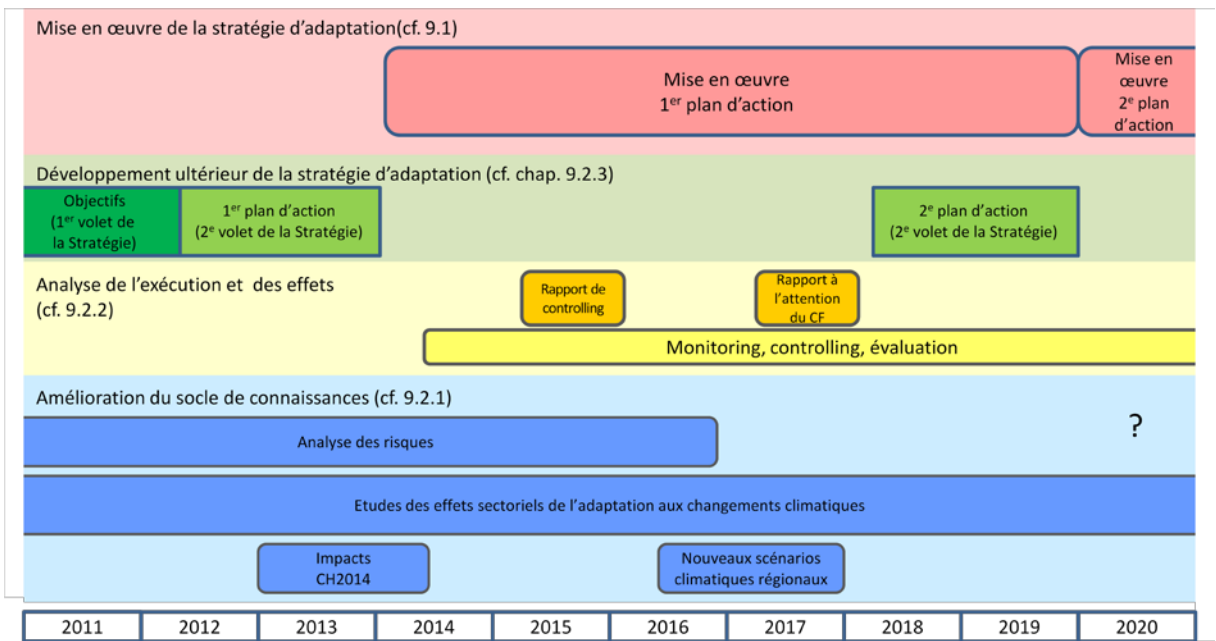 Mise en œuvre de la stratégie d’adaptation(cf. 9.1)
Mise en œuvre
1er plan d’action
Mise en
œuvre
2e plan
d’action
Développement ultérieur de la stratégie d’adaptation (cf. chap. 9.2.3)
Objectifs
(1er volet de
la Stratégie)
1er plan d’action
(2e volet de la Stratégie)
2e plan d’action
(2e volet de la Stratégie)
Analyse de l’exécution et des effets
(cf. 9.2.2)
Rapport de
controlling
Rapport à
l’attention
du CF
Monitoring, controlling, évaluation
Amélioration du socle de connaissances (cf. 9.2.1)
Analyse des risques
?
Etudes des effets sectoriels de l’adaptation aux changements climatiques
Impacts
CH2014
Nouveaux scénarios
climatiques régionaux
2011 2012 2013 2014 2015 2016 2017 2018 2019 2020